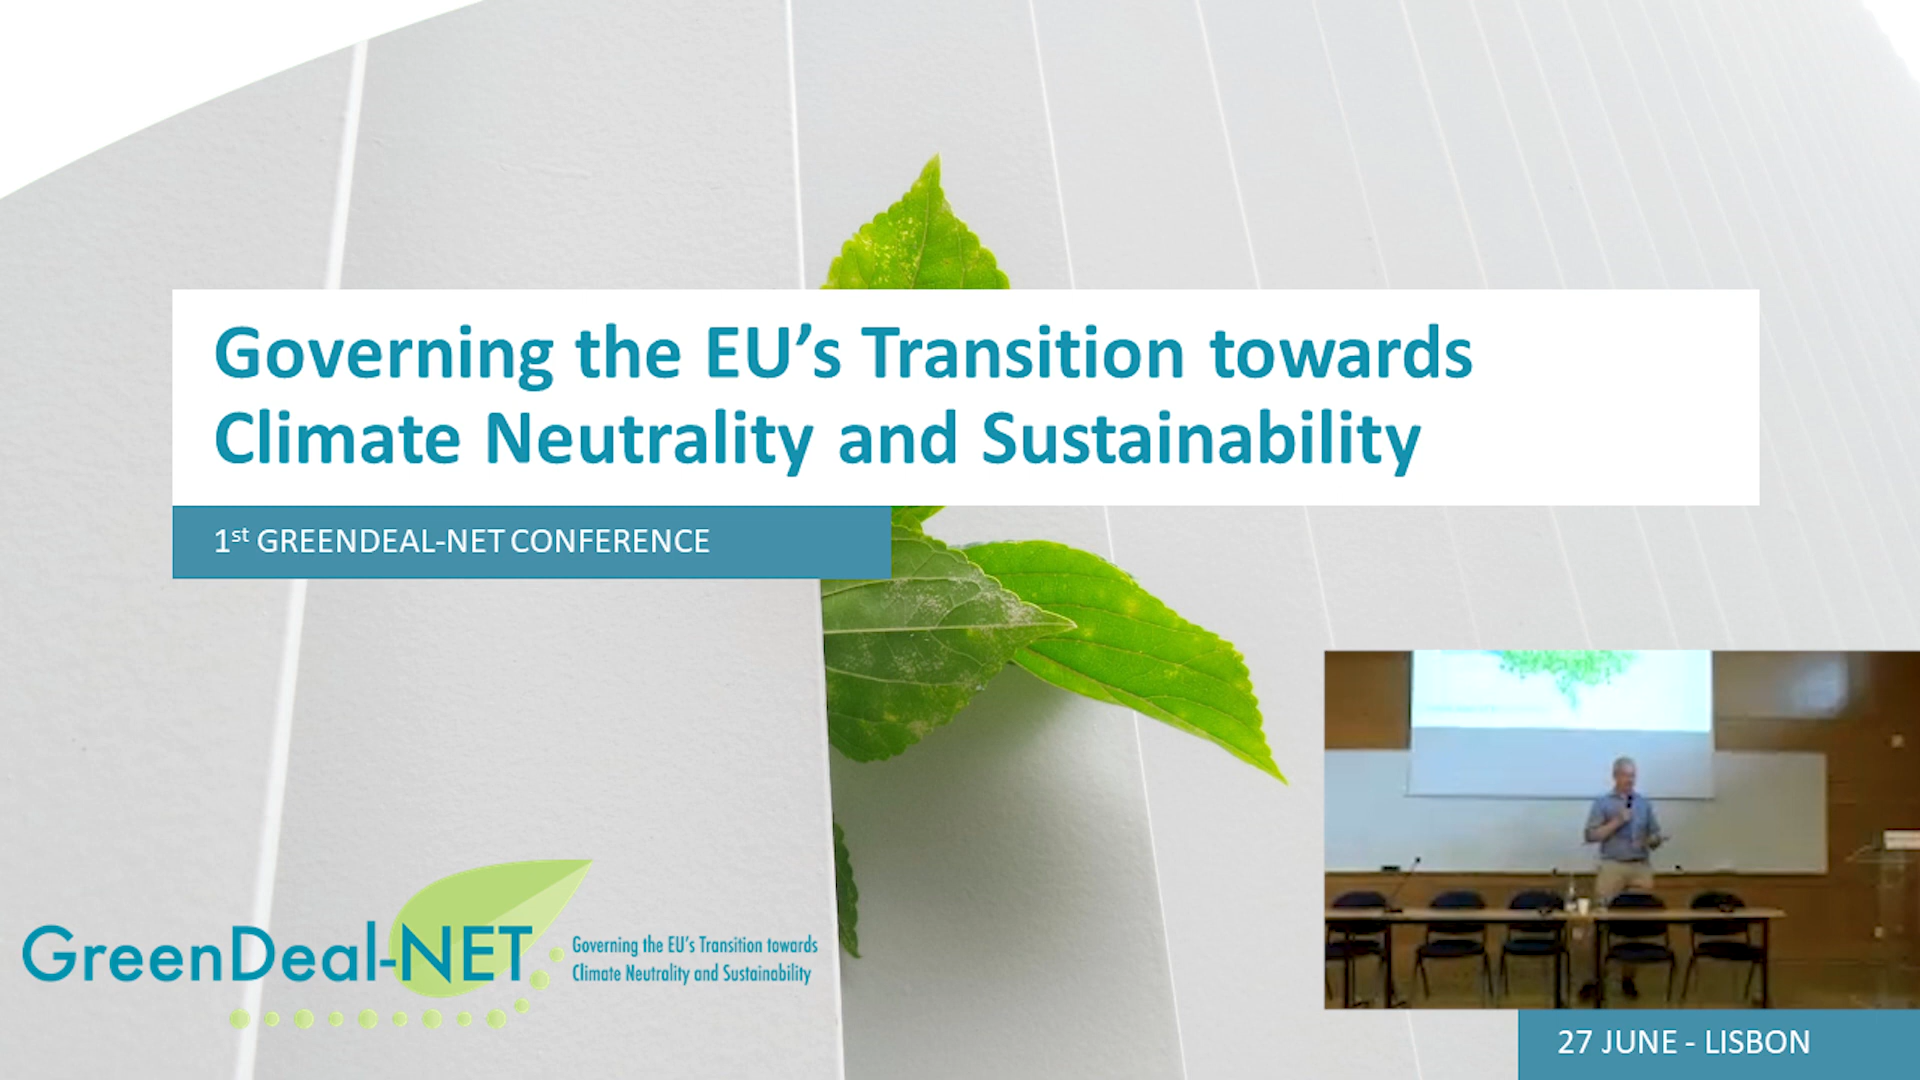 Governing the EU’s Transition towards
Climate Neutrality and Sustainability
1st GREENDEAL-NET CONFERENCE
GreenDeal-NET
Governing the EU's Transition towards
Climate Neutrality and Sustainability
27 JUNE - LISBON